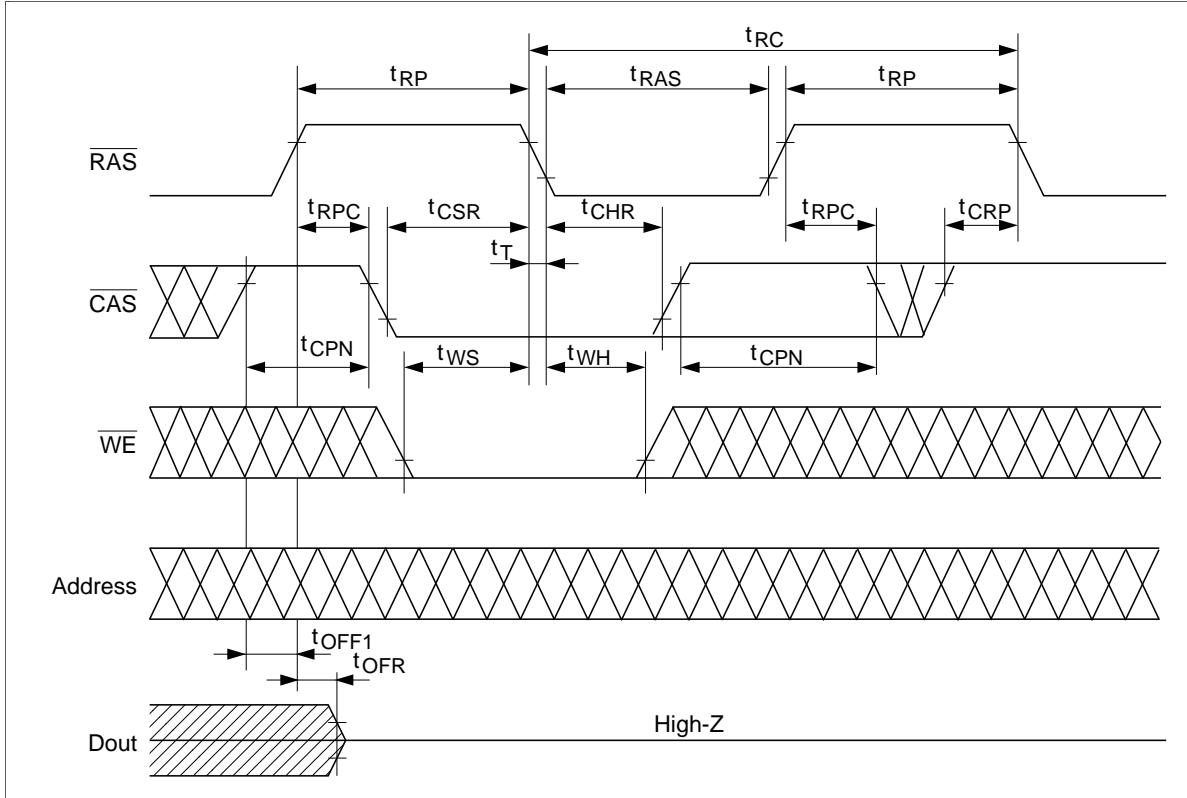 tRC
tRP
tRAS
tRP
RAS
tRPC
tCSR
tCHR
tRPC
tCRP
tT
CAS
tCPN
tWS
tWH
tCPN
WE
Address
tOFF1
tOFR
High-Z
Dout